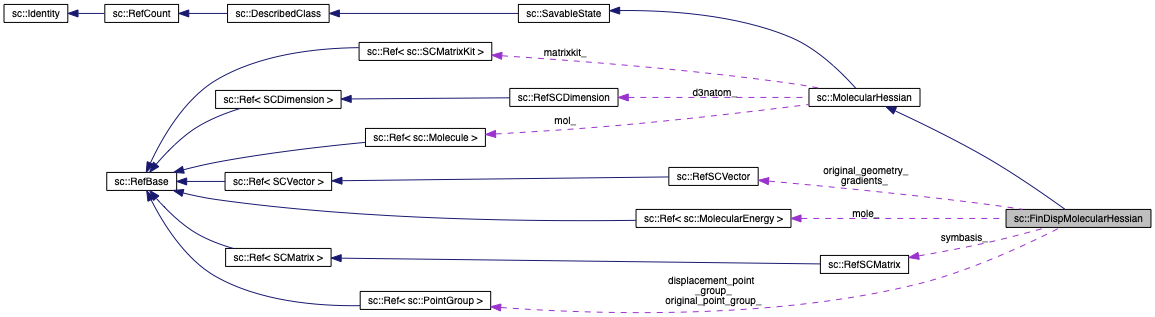 sc::Identity
sc::RefCount
sc::DescribedClass
sc::SavableState
sc::Ref< sc::SCMatrixKit >
matrixkit_
sc::Ref< SCDimension >
sc::RefSCDimension
d3natom_
sc::MolecularHessian
mol_
sc::Ref< sc::Molecule >
sc::RefBase
sc::Ref< SCVector >
sc::RefSCVector
original_geometry_
gradients_
sc::Ref< sc::MolecularEnergy >
mole_
sc::FinDispMolecularHessian
symbasis_
sc::Ref< SCMatrix >
sc::RefSCMatrix
displacement_point
_group_
original_point_group_
sc::Ref< sc::PointGroup >